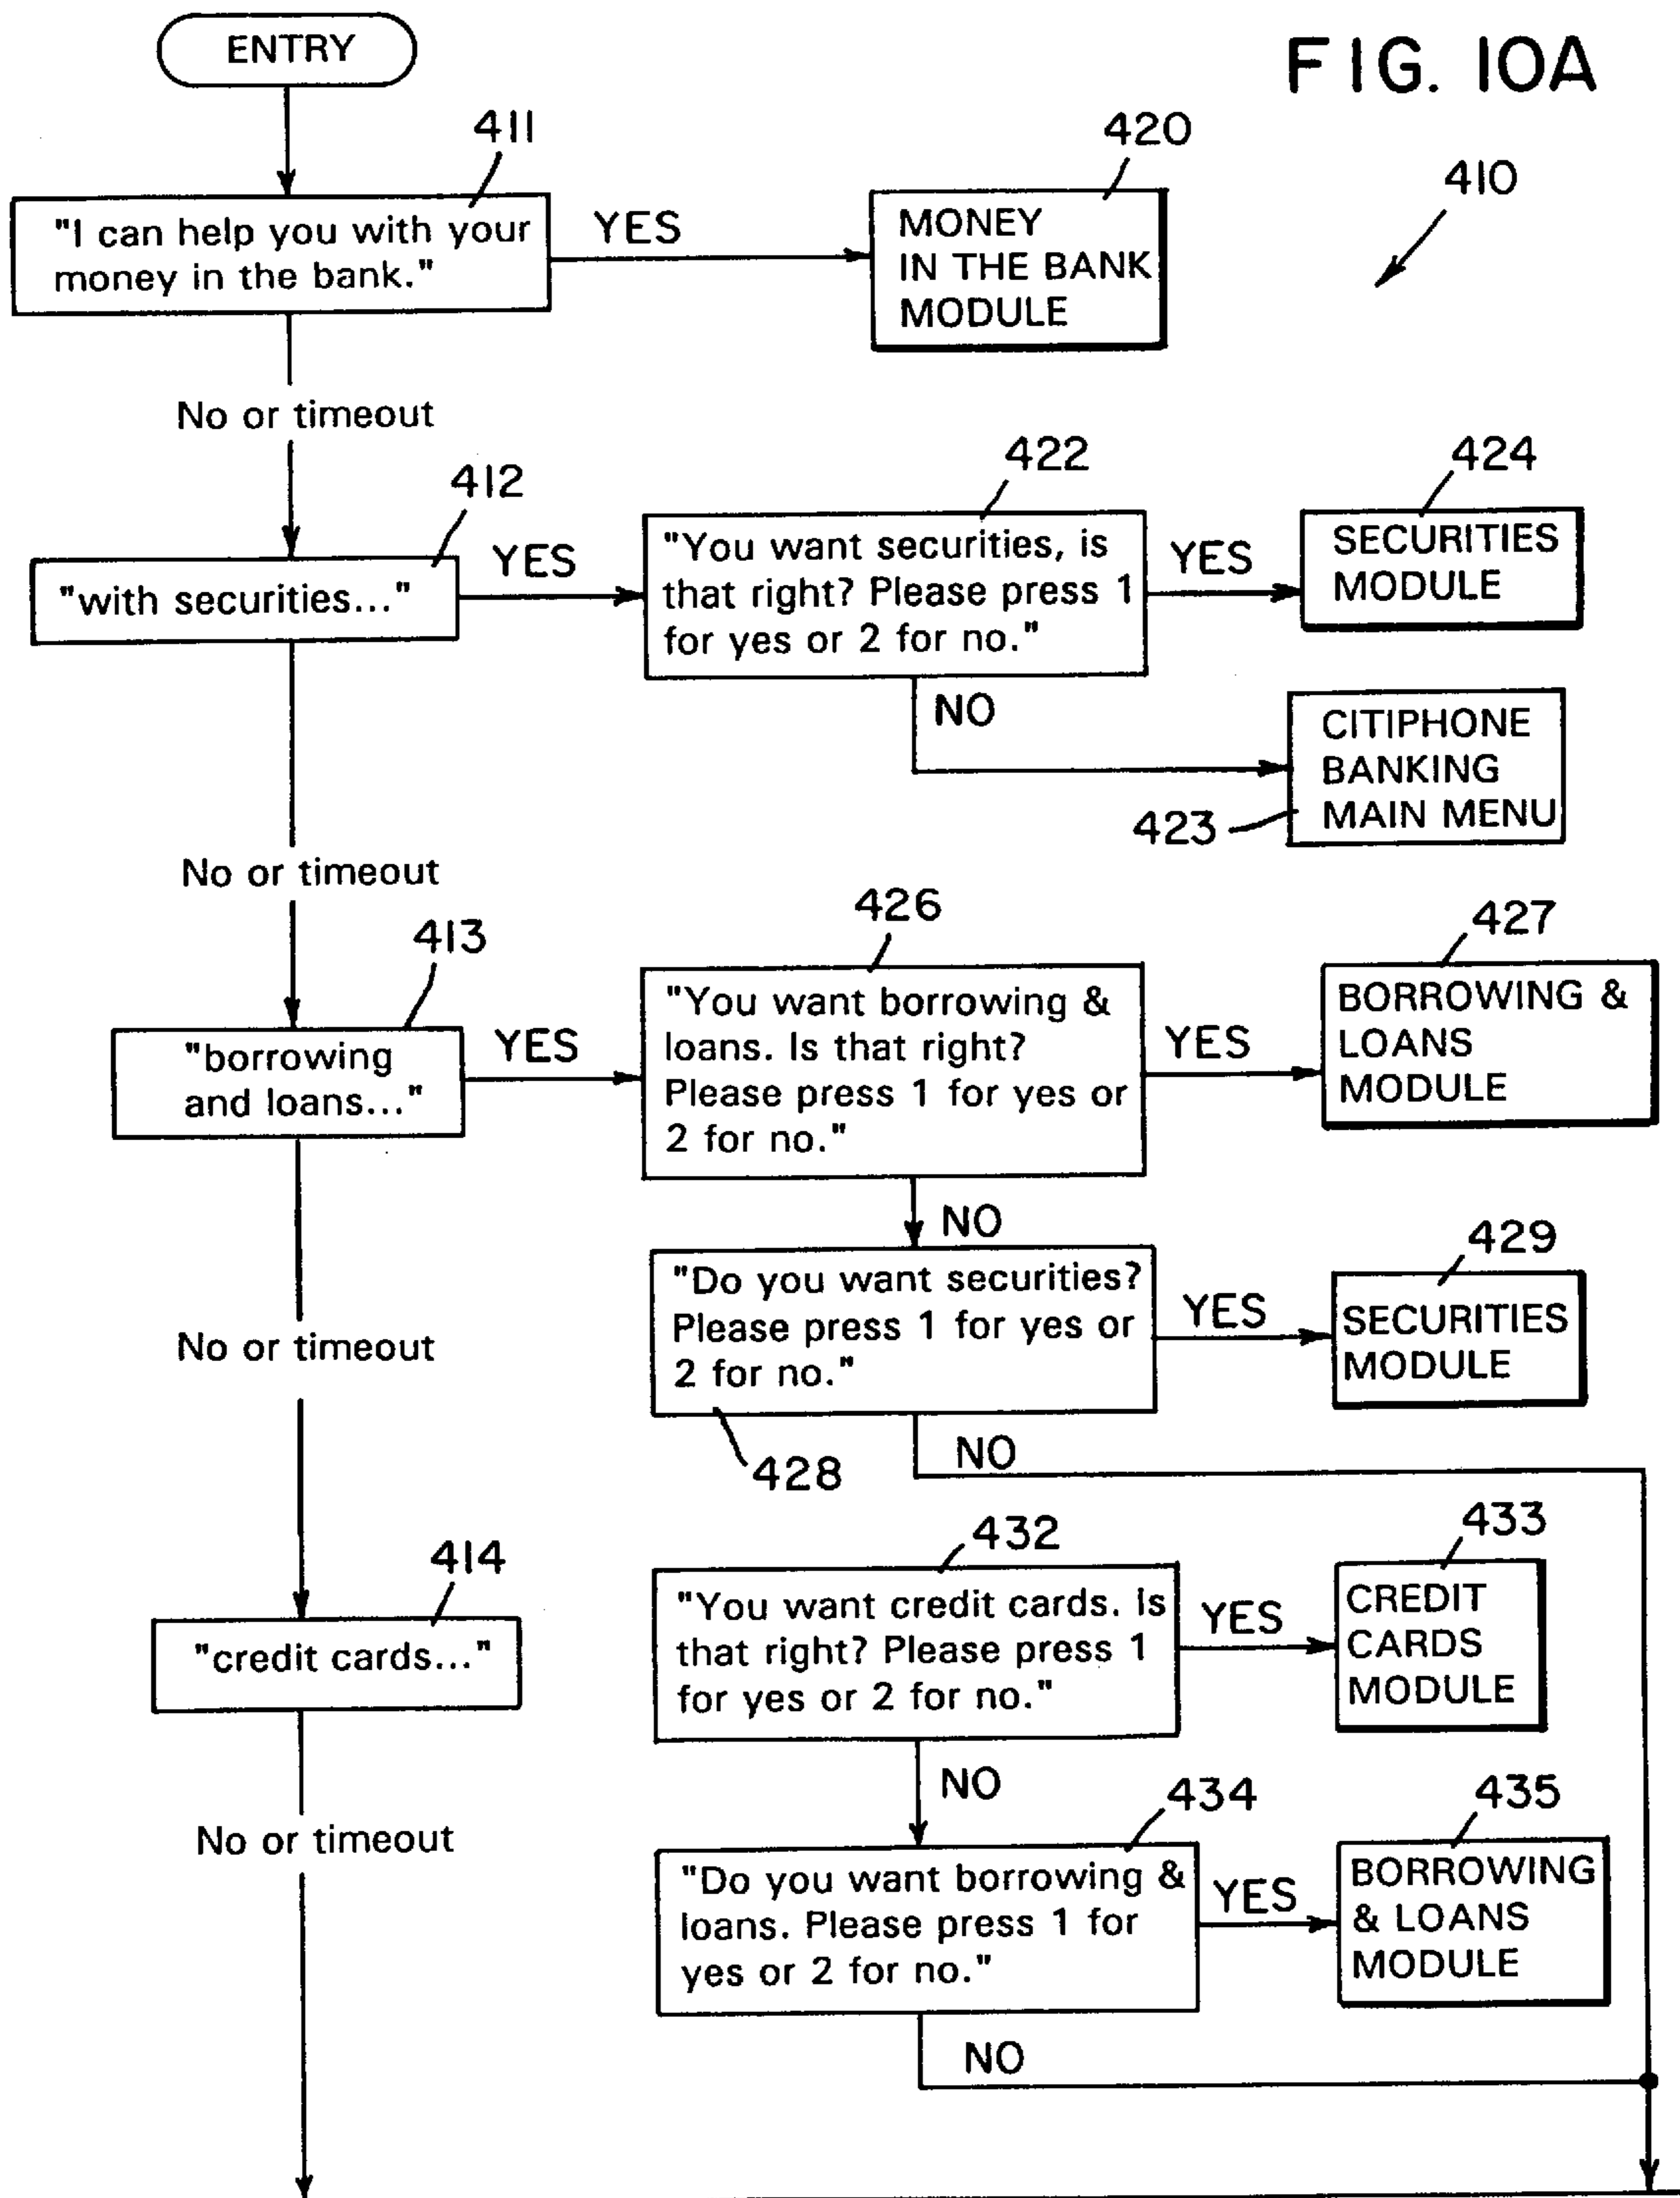 ENTRY
FIG. 10A
411
420
410
"I can help you with your
money in the bank."
YES
MONEY
IN THE BANK
MODULE
No or timeout
412
422
424
"with securities..."
YES
"You want securities, is
that right? Please press 1
for yes or 2 for no."
YES
SECURITIES
MODULE
NO
CITIPHONE
BANKING
MAIN MENU
423
No or timeout
413
426
427
"borrowing
and loans..."
YES
"You want borrowing &
loans. Is that right?
Please press 1 for yes or
2 for no."
YES
BORROWING &
LOANS
MODULE
NO
429
"Do you want securities?
Please press 1 for yes or
2 for no."
YES
SECURITIES
MODULE
No or timeout
428
NO
414
432
433
"credit cards..."
"You want credit cards. Is
that right? Please press 1
for yes or 2 for no."
YES
CREDIT
CARDS
MODULE
NO
434
435
No or timeout
"Do you want borrowing &
loans. Please press 1 for
yes or 2 for no."
YES
BORROWING
& LOANS
MODULE
NO